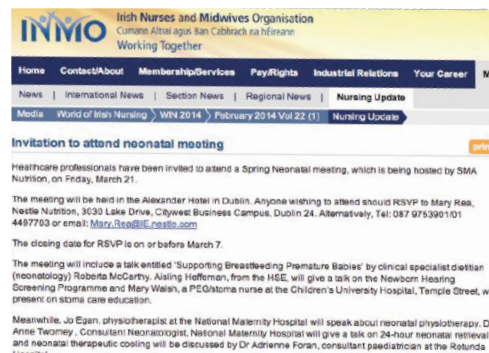 INMO
Irish Nurses and Midwives Organisation
Cumann Altraí agus Ban Cabhrach na hÉireann
Working Together
Home Contact/About Membership/Services Pay/Rights Industrial Relations Your Career M
News | International News | Section News | Regional News | Nursing Update
Media World of Irish Nursing WIN 2014 February 2014 Vol 22 (1) Nursing Update
Invitation to attend neonatal meeting
prin
Healthcare professionals have been invited to attend a Spring Neonatal meeting, which is being hosted by SMA
Nutrition, on Friday, March 21.
The meeting will be held in the Alexander Hotel in Dublin. Anyone wishing to attend should RSVP to Mary Rea,
Nestle Nutrition, 3030 Lake Drive, Citywest Business Campus, Dublin 24. Alternatively, Tel: 087 9753901/01
4497703 or email: Mary.Rea@IE.nestle.com
The closing date for RSVP is on or before March 7.
The meeting will include a talk entitled 'Supporting Breastfeeding Premature Babies' by clinical specialist dietitian
(neonatology) Roberta McCarthy. Aisling Heffernan, from the HSE, will give a talk on the Newborn Hearing
Screening Programme and Mary Walsh, a PEG/stoma nurse at the Children's University Hospital, Temple Street, w
present on stoma care education.
Meanwhile, Jo Egan, physiotherapist at the National Maternity Hospital will speak about neonatal physiotherapy. D
Anne Twomey , Consultant Neonatologist, National Maternity Hospital will give a talk on 24-hour neonatal retrieval
and neonatal therapeutic cooling will be discussed by Dr Adrienne Foran, consultant paediatrician at the Rotunda
Hospital